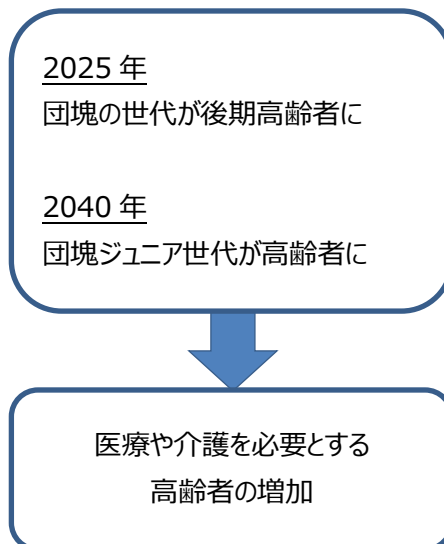 2025 年
団塊の世代が後期高齢者に
2040 年
団塊ジュニア世代が高齢者に
医療や介護を必要とする
高齢者の増加